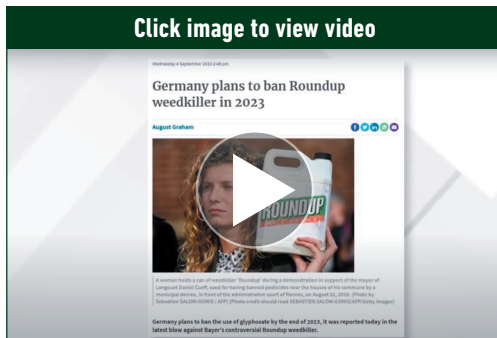 Click image to view video
Wednesday 4 September 2019 2:48 pm
Germany plans to ban Roundup
weedkiller in 2023
August Graham
ROUNDUP
A woman holds a can of weedkiller 'Roundup' during a demonstration in support of the mayor of
Langouet Daniel Cueff, sued for having banned pesticides near the houses of his commune by a
municipal decree, in front of the administrative court of Rennes, on August 22, 2019. (Photo by
Sebastien SALOM-GOMIS / AFP) (Photo credit should read SEBASTIEN SALOM-GOMIS/AFP/Getty Images)
Germany plans to ban the use of glyphosate by the end of 2023, it was reported today in the
latest blow against Bayer's controversial Roundup weedkiller.